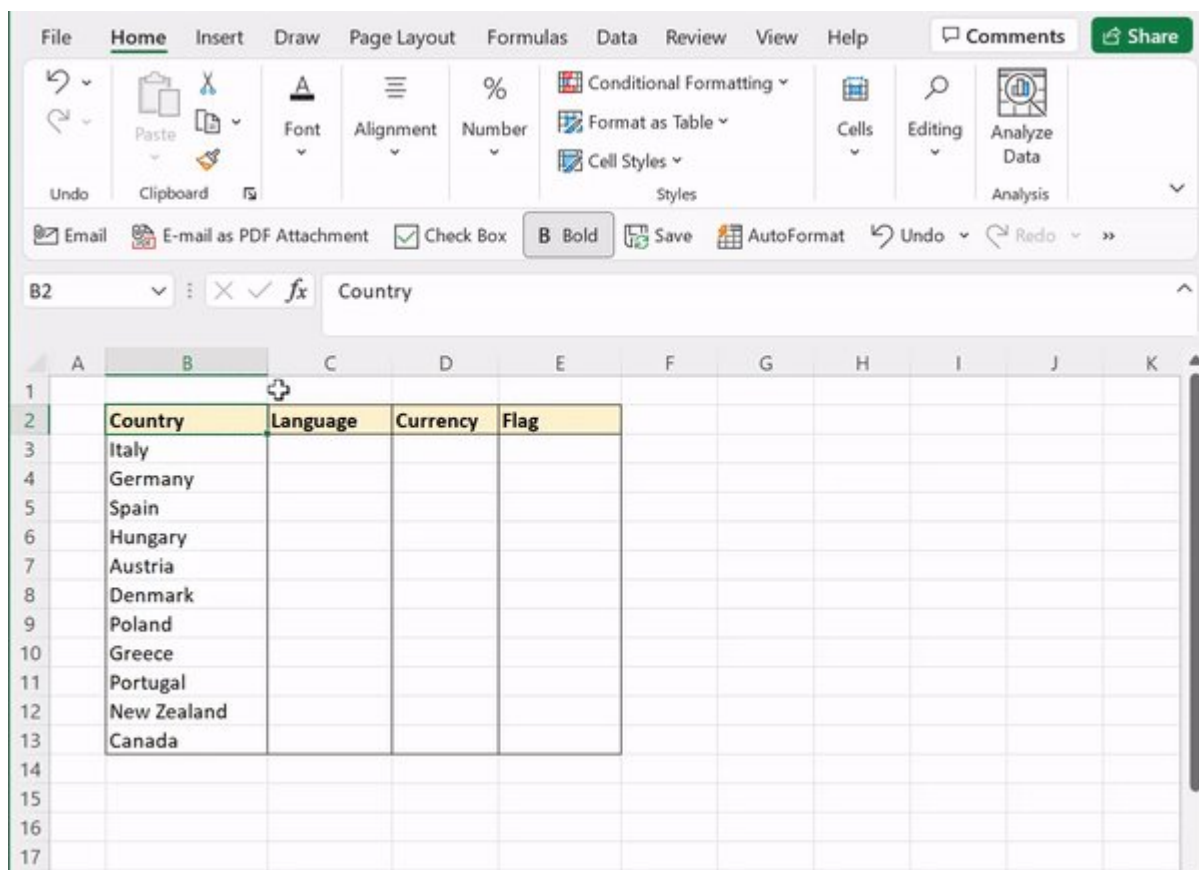 File Home Insert Draw Page Layout Formulas Data Review View Help Comments Share
Paste
Font
Alignment
Number
Conditional Formatting
Format as Table
Cell Styles
Cells
Editing
Analyze
Data
Undo Clipboard Styles Analysis
Email E-mail as PDF Attachment Check Box B Bold Save AutoFormat Undo Redo »
B2 fx Country
A B C D E F G H I J K
1
2 Country Language Currency Flag
3 Italy
4 Germany
5 Spain
6 Hungary
7 Austria
8 Denmark
9 Poland
10 Greece
11 Portugal
12 New Zealand
13 Canada
14
15
16
17